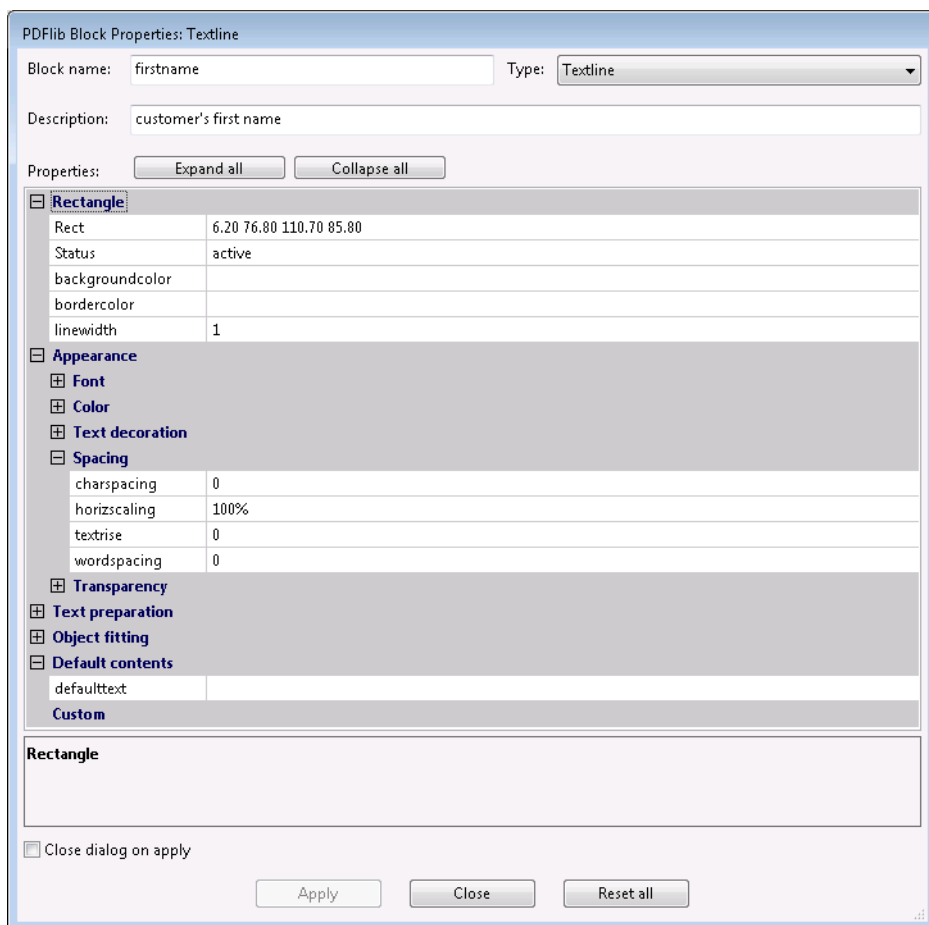 PDFlib Block Properties: Textline
Block name: firstname Type: Textline
Description: customer's first name
Properties: Expand all Collapse all
Rectangle
Rect 6.20 76.80 110.70 85.80
Status active
backgroundcolor
bordercolor
linewidth 1
Appearance
Font
Color
Text decoration
Spacing
charspacing 0
horizscaling 100%
textrise 0
wordspacing 0
Transparency
Text preparation
Object fitting
Default contents
defaulttext
Custom
Rectangle
Close dialog on apply
Apply Close Reset all